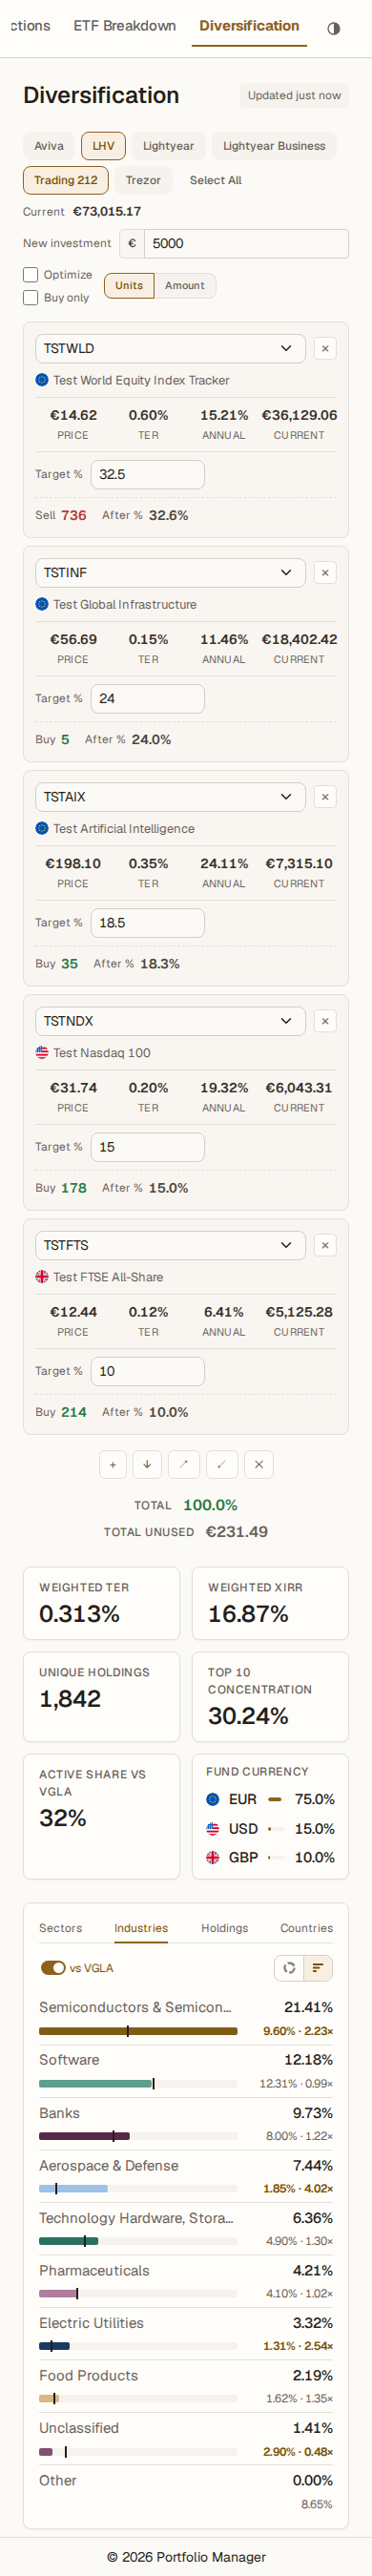 ctions ETF Breakdown Diversification
Diversification Updated just now
Aviva LHV Lightyear Lightyear Business
Trading 212 Trezor Select All
Current €73,015.17
New investment € 5000
Optimize
Buy only
Units Amount
TSTWLD ×
Test World Equity Index Tracker
€14.62 0.60% 15.21% €36,129.06
PRICE TER ANNUAL CURRENT
Target % 32.5
Sell 736 After % 32.6%
TSTINF ×
Test Global Infrastructure
€56.69 0.15% 11.46% €18,402.42
PRICE TER ANNUAL CURRENT
Target % 24
Buy 5 After % 24.0%
TSTAIX ×
Test Artificial Intelligence
€198.10 0.35% 24.11% €7,315.10
PRICE TER ANNUAL CURRENT
Target % 18.5
Buy 35 After % 18.3%
TSTNDX ×
Test Nasdaq 100
€31.74 0.20% 19.32% €6,043.31
PRICE TER ANNUAL CURRENT
Target % 15
Buy 178 After % 15.0%
TSTFTS ×
Test FTSE All-Share
€12.44 0.12% 6.41% €5,125.28
PRICE TER ANNUAL CURRENT
Target % 10
Buy 214 After % 10.0%
+ ↓ ↗ ↙ ×
TOTAL 100.0%
TOTAL UNUSED €231.49
WEIGHTED TER
0.313%
WEIGHTED XIRR
16.87%
UNIQUE HOLDINGS
1,842
TOP 10
CONCENTRATION
30.24%
ACTIVE SHARE VS
VGLA
32%
FUND CURRENCY
EUR 75.0%
USD 15.0%
GBP 10.0%
Sectors Industries Holdings Countries
vs VGLA
Semiconductors & Semicon... 21.41%
9.60% · 2.23×
Software 12.18%
12.31% · 0.99×
Banks 9.73%
8.00% · 1.22×
Aerospace & Defense 7.44%
1.85% · 4.02×
Technology Hardware, Stora... 6.36%
4.90% · 1.30×
Pharmaceuticals 4.21%
4.10% · 1.02×
Electric Utilities 3.32%
1.31% · 2.54×
Food Products 2.19%
1.62% · 1.35×
Unclassified 1.41%
2.90% · 0.48×
Other 0.00%
8.65%
© 2026 Portfolio Manager